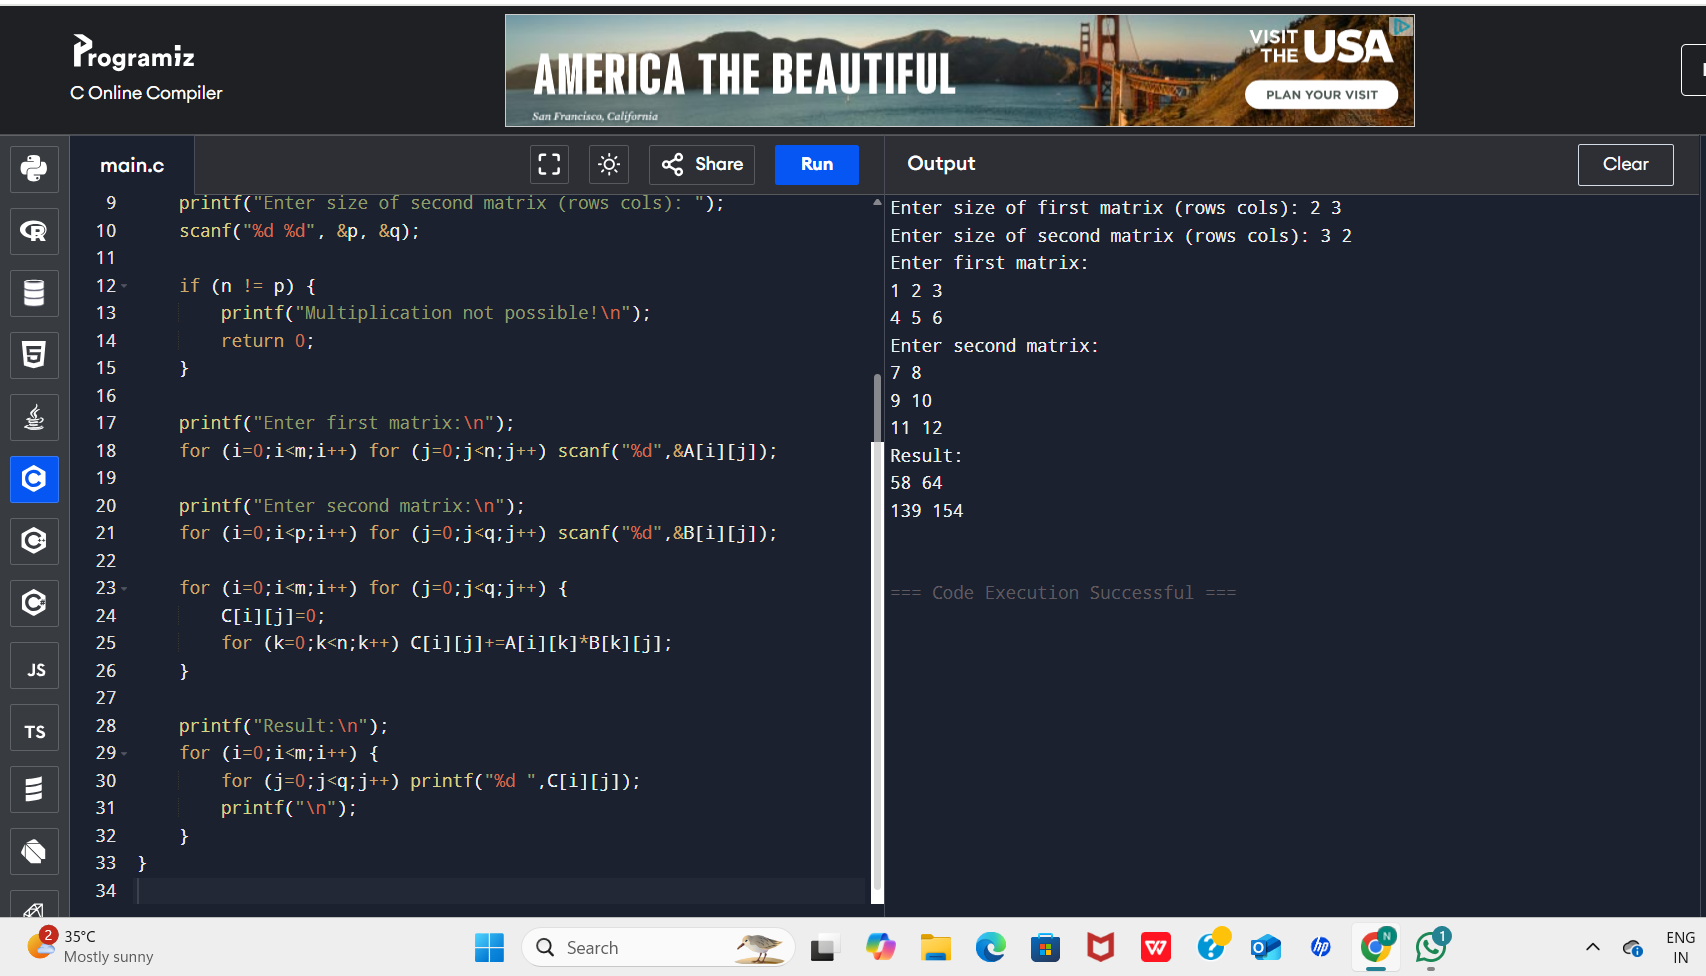 Programiz
C Online Compiler
AMERICA THE BEAUTIFUL
San Francisco, California
VISIT THE USA
PLAN YOUR VISIT
main.c
Share
Run
Output
Clear
9 printf("Enter size of second matrix (rows cols): ");
10 scanf("%d %d", &p, &q);
11
12 if (n != p) {
13 printf("Multiplication not possible!\n");
14 return 0;
15 }
16
17 printf("Enter first matrix:\n");
18 for (i=0;i<m;i++) for (j=0;j<n;j++) scanf("%d",&A[i][j]);
19
20 printf("Enter second matrix:\n");
21 for (i=0;i<p;i++) for (j=0;j<q;j++) scanf("%d",&B[i][j]);
22
23 for (i=0;i<m;i++) for (j=0;j<q;j++) {
24 C[i][j]=0;
25 for (k=0;k<n;k++) C[i][j]+=A[i][k]*B[k][j];
26 }
27
28 printf("Result:\n");
29 for (i=0;i<m;i++) {
30 for (j=0;j<q;j++) printf("%d ",C[i][j]);
31 printf("\n");
32 }
33 }
34
Enter size of first matrix (rows cols): 2 3
Enter size of second matrix (rows cols): 3 2
Enter first matrix:
1 2 3
4 5 6
Enter second matrix:
7 8
9 10
11 12
Result:
58 64
139 154
=== Code Execution Successful ===
JS
TS
2
35°C
Mostly sunny
Search
hp
N
1
ENG
IN